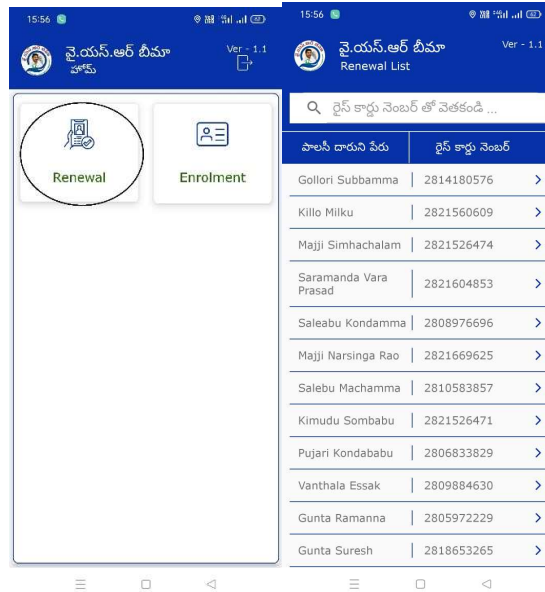 15:56
వై.యస్.ఆర్ బీమా
హోమ్
Ver - 1.1
Renewal
Enrolment
15:56
వై.యస్.ఆర్ బీమా
Renewal List
Ver - 1.1
రైస్ కార్డు నెంబర్ తో వెతకండి ...
పాలసీ దారుని పేరు రైస్ కార్డు నెంబర్
Gollori Subbamma 2814180576
Killo Milku 2821560609
Majji Simhachalam 2821526474
Saramanda Vara
Prasad 2821604853
Saleabu Kondamma 2808976696
Majji Narsinga Rao 2821669625
Salebu Machamma 2810583857
Kimudu Sombabu 2821526471
Pujari Kondababu 2806833829
Vanthala Essak 2809884630
Gunta Ramanna 2805972229
Gunta Suresh 2818653265